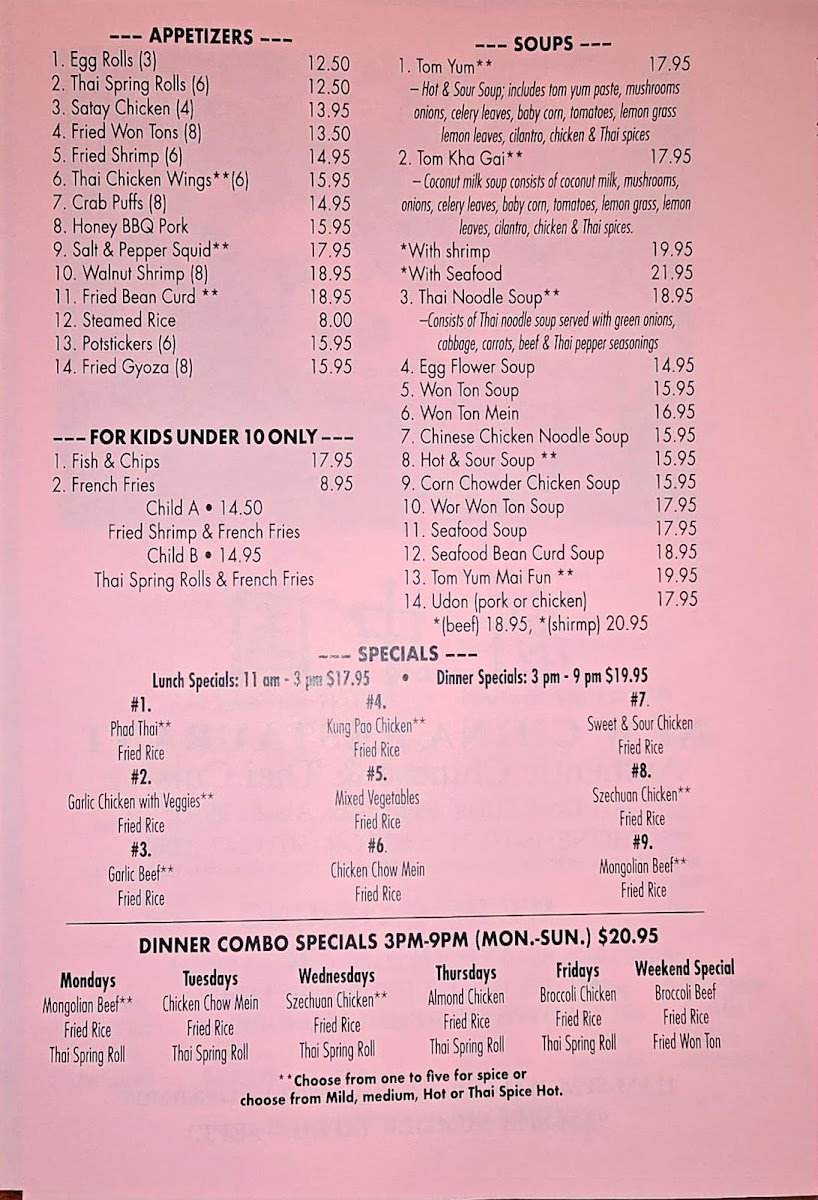 --- APPETIZERS ---
1. Egg Rolls (3) 12.50
2. Thai Spring Rolls (6) 12.50
3. Satay Chicken (4) 13.95
4. Fried Won Tons (8) 13.50
5. Fried Shrimp (6) 14.95
6. Thai Chicken Wings**(6) 15.95
7. Crab Puffs (8) 14.95
8. Honey BBQ Pork 15.95
9. Salt & Pepper Squid** 17.95
10. Walnut Shrimp (8) 18.95
11. Fried Bean Curd ** 18.95
12. Steamed Rice 8.00
13. Potstickers (6) 15.95
14. Fried Gyoza (8) 15.95
--- FOR KIDS UNDER 10 ONLY ---
1. Fish & Chips 17.95
2. French Fries 8.95
Child A • 14.50
Fried Shrimp & French Fries
Child B • 14.95
Thai Spring Rolls & French Fries
--- SOUPS ---
1. Tom Yum** 17.95
– Hot & Sour Soup; includes tom yum paste, mushrooms
onions, celery leaves, baby corn, tomatoes, lemon grass
lemon leaves, cilantro, chicken & Thai spices
2. Tom Kha Gai** 17.95
– Coconut milk soup consists of coconut milk, mushrooms,
onions, celery leaves, baby corn, tomatoes, lemon grass, lemon
leaves, cilantro, chicken & Thai spices.
*With shrimp 19.95
*With Seafood 21.95
3. Thai Noodle Soup** 18.95
–Consists of Thai noodle soup served with green onions,
cabbage, carrots, beef & Thai pepper seasonings
4. Egg Flower Soup 14.95
5. Won Ton Soup 15.95
6. Won Ton Mein 16.95
7. Chinese Chicken Noodle Soup 15.95
8. Hot & Sour Soup ** 15.95
9. Corn Chowder Chicken Soup 15.95
10. Wor Won Ton Soup 17.95
11. Seafood Soup 17.95
12. Seafood Bean Curd Soup 18.95
13. Tom Yum Mai Fun ** 19.95
14. Udon (pork or chicken) 17.95
*(beef) 18.95, *(shirmp) 20.95
--- SPECIALS ---
Lunch Specials: 11 am - 3 pm $17.95 • Dinner Specials: 3 pm - 9 pm $19.95
#1.
Phad Thai**
Fried Rice
#2.
Garlic Chicken with Veggies**
Fried Rice
#3.
Garlic Beef**
Fried Rice
#4.
Kung Pao Chicken**
Fried Rice
#5.
Mixed Vegetables
Fried Rice
#6.
Chicken Chow Mein
Fried Rice
#7.
Sweet & Sour Chicken
Fried Rice
#8.
Szechuan Chicken**
Fried Rice
#9.
Mongolian Beef**
Fried Rice
DINNER COMBO SPECIALS 3PM-9PM (MON.-SUN.) $20.95
Mondays
Mongolian Beef**
Fried Rice
Thai Spring Roll
Tuesdays
Chicken Chow Mein
Fried Rice
Thai Spring Roll
Wednesdays
Szechuan Chicken**
Fried Rice
Thai Spring Roll
Thursdays
Almond Chicken
Fried Rice
Thai Spring Roll
Fridays
Broccoli Chicken
Fried Rice
Thai Spring Roll
Weekend Special
Broccoli Beef
Fried Rice
Fried Won Ton
**Choose from one to five for spice or
choose from Mild, medium, Hot or Thai Spice Hot.